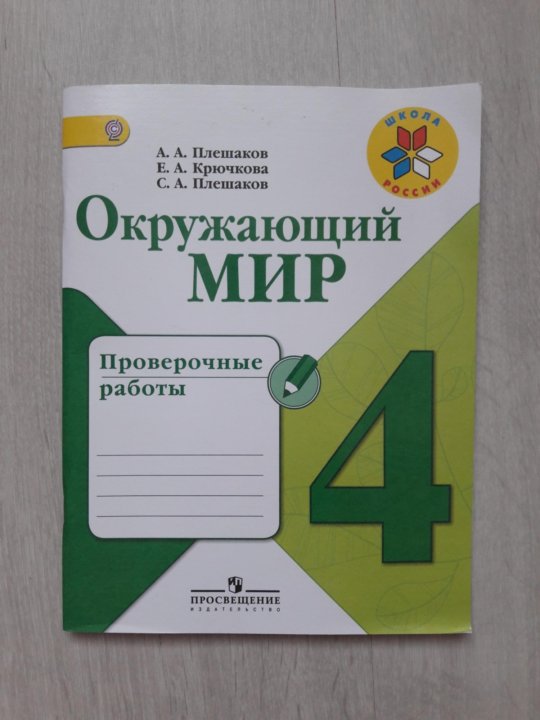 ШКОЛА
РОССИИ
А. А. Плешаков
Е. А. Крючкова
С. А. Плешаков
Окружающий
МИР
Проверочные
работы
4
ПРОСВЕЩЕНИЕ
ИЗДАТЕЛЬСТВО